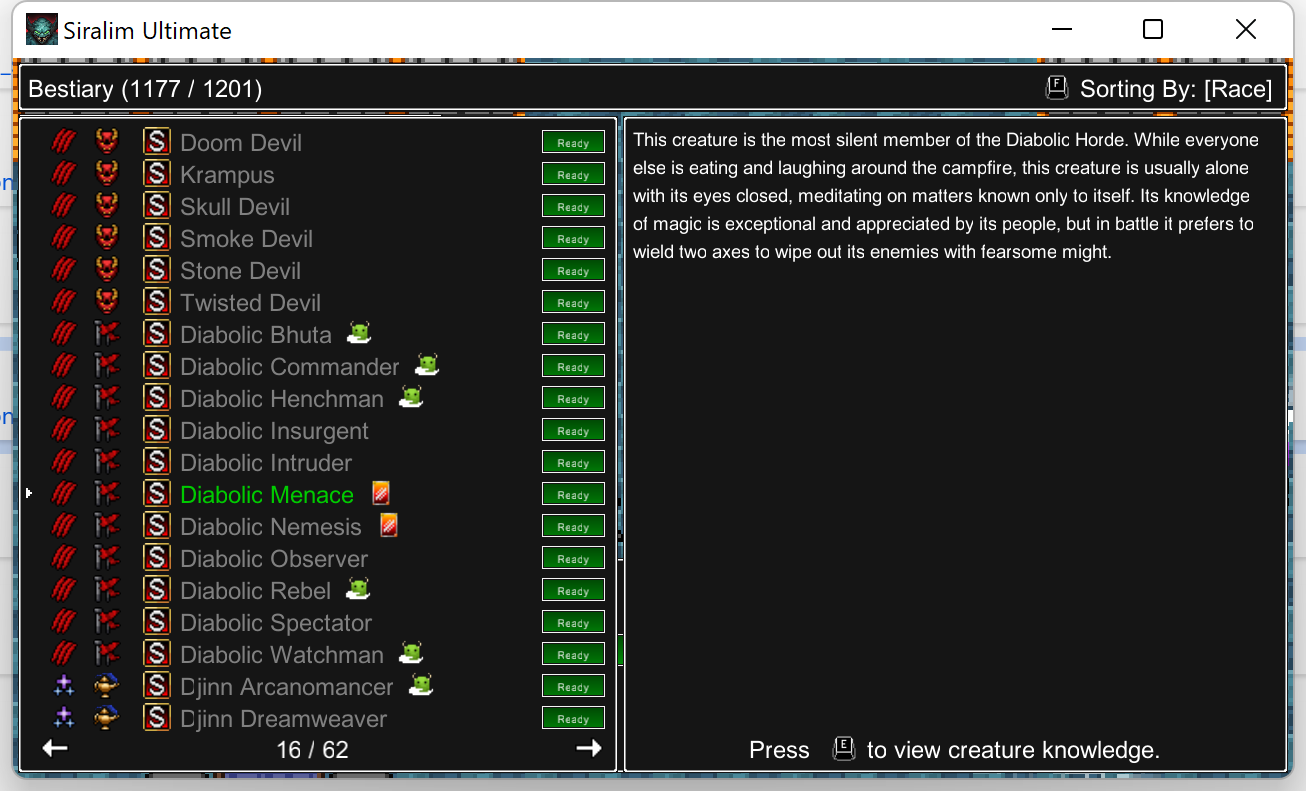 Siralim Ultimate
Bestiary (1177 / 1201)
F Sorting By: [Race]
S Doom Devil Ready
S Krampus Ready
S Skull Devil Ready
S Smoke Devil Ready
S Stone Devil Ready
S Twisted Devil Ready
S Diabolic Bhuta Ready
S Diabolic Commander Ready
S Diabolic Henchman Ready
S Diabolic Insurgent Ready
S Diabolic Intruder Ready
S Diabolic Menace Ready
S Diabolic Nemesis Ready
S Diabolic Observer Ready
S Diabolic Rebel Ready
S Diabolic Spectator Ready
S Diabolic Watchman Ready
S Djinn Arcanomancer Ready
S Djinn Dreamweaver Ready
16 / 62
This creature is the most silent member of the Diabolic Horde. While everyone
else is eating and laughing around the campfire, this creature is usually alone
with its eyes closed, meditating on matters known only to itself. Its knowledge
of magic is exceptional and appreciated by its people, but in battle it prefers to
wield two axes to wipe out its enemies with fearsome might.
Press E to view creature knowledge.